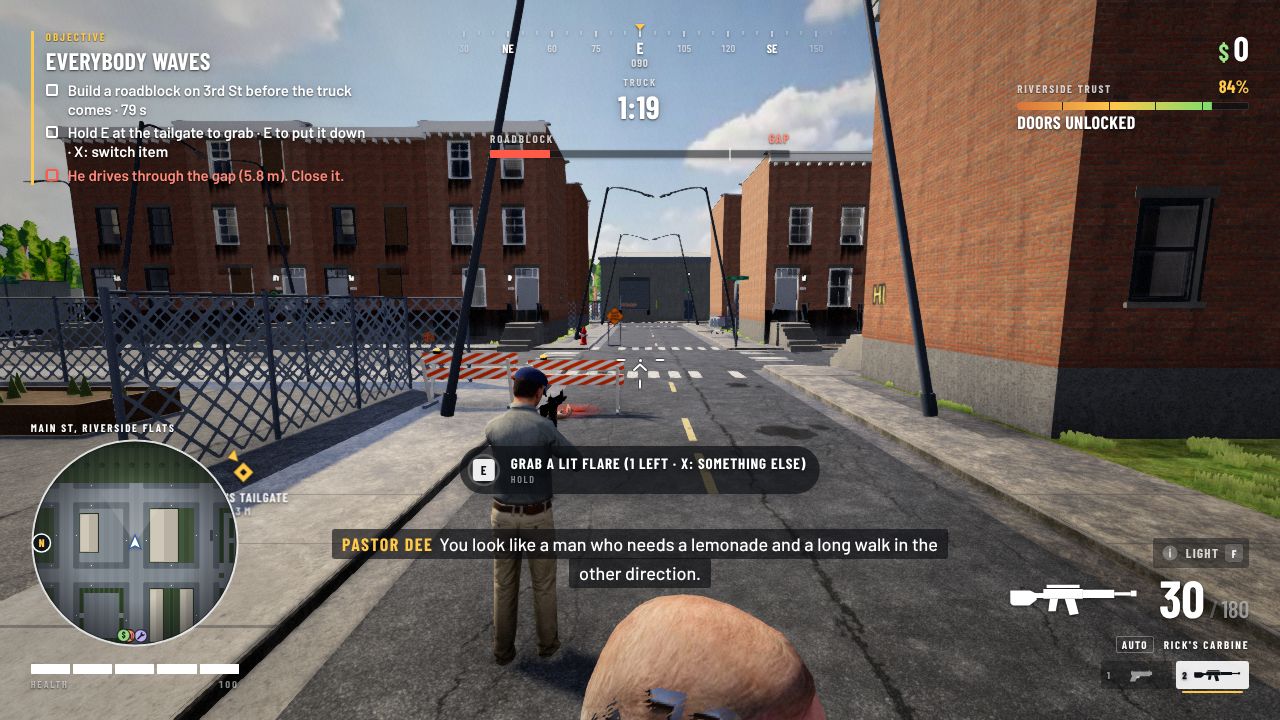 OBJECTIVE
EVERYBODY WAVES
Build a roadblock on 3rd St before the truck
comes · 79 s
Hold E at the tailgate to grab · E to put it down
· X: switch item
He drives through the gap (5.8 m). Close it.
30 NE 60 75 E 105 120 SE 150
090
TRUCK
1:19
ROADBLOCK GAP
$ 0
RIVERSIDE TRUST 84%
DOORS UNLOCKED
HI
MAIN ST, RIVERSIDE FLATS
S TAILGATE
3 M
N
$
E GRAB A LIT FLARE (1 LEFT · X: SOMETHING ELSE)
HOLD
PASTOR DEE You look like a man who needs a lemonade and a long walk in the
other direction.
LIGHT F
30 / 180
AUTO RICK'S CARBINE
1 2
HEALTH 100